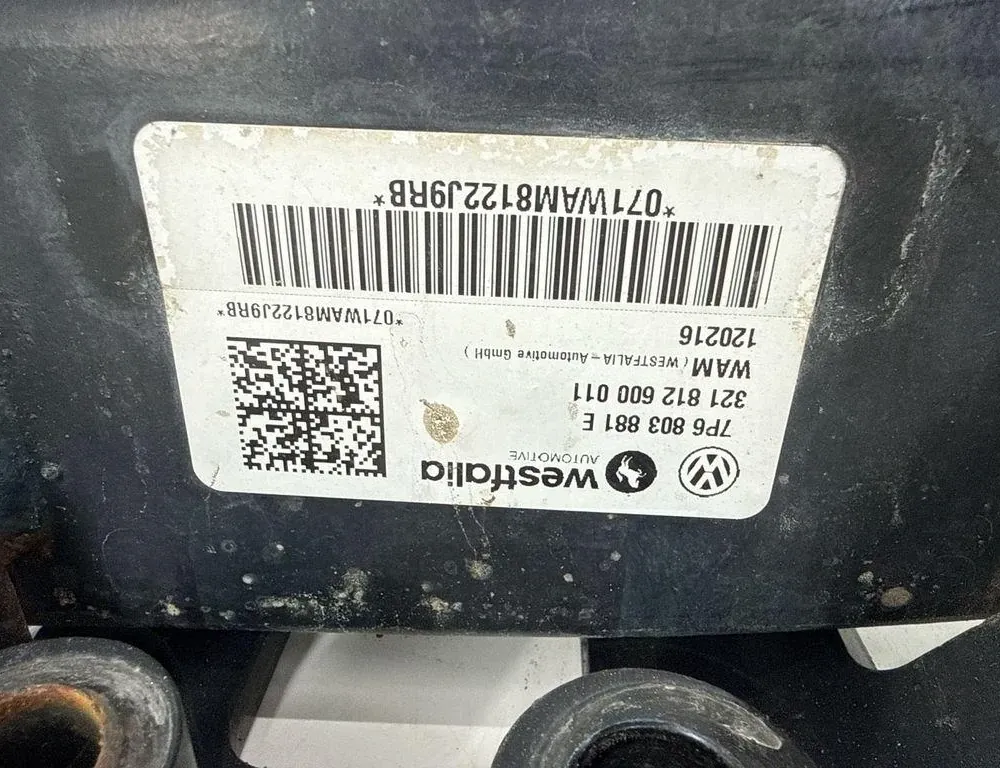 westfalia
AUTOMOTIVE
7P6 803 881 E
321 812 600 011
WAM ( WESTFALIA – Automotive GmbH )
120216
*071WAM8122J9RB*
*071WAM8122J9RB*